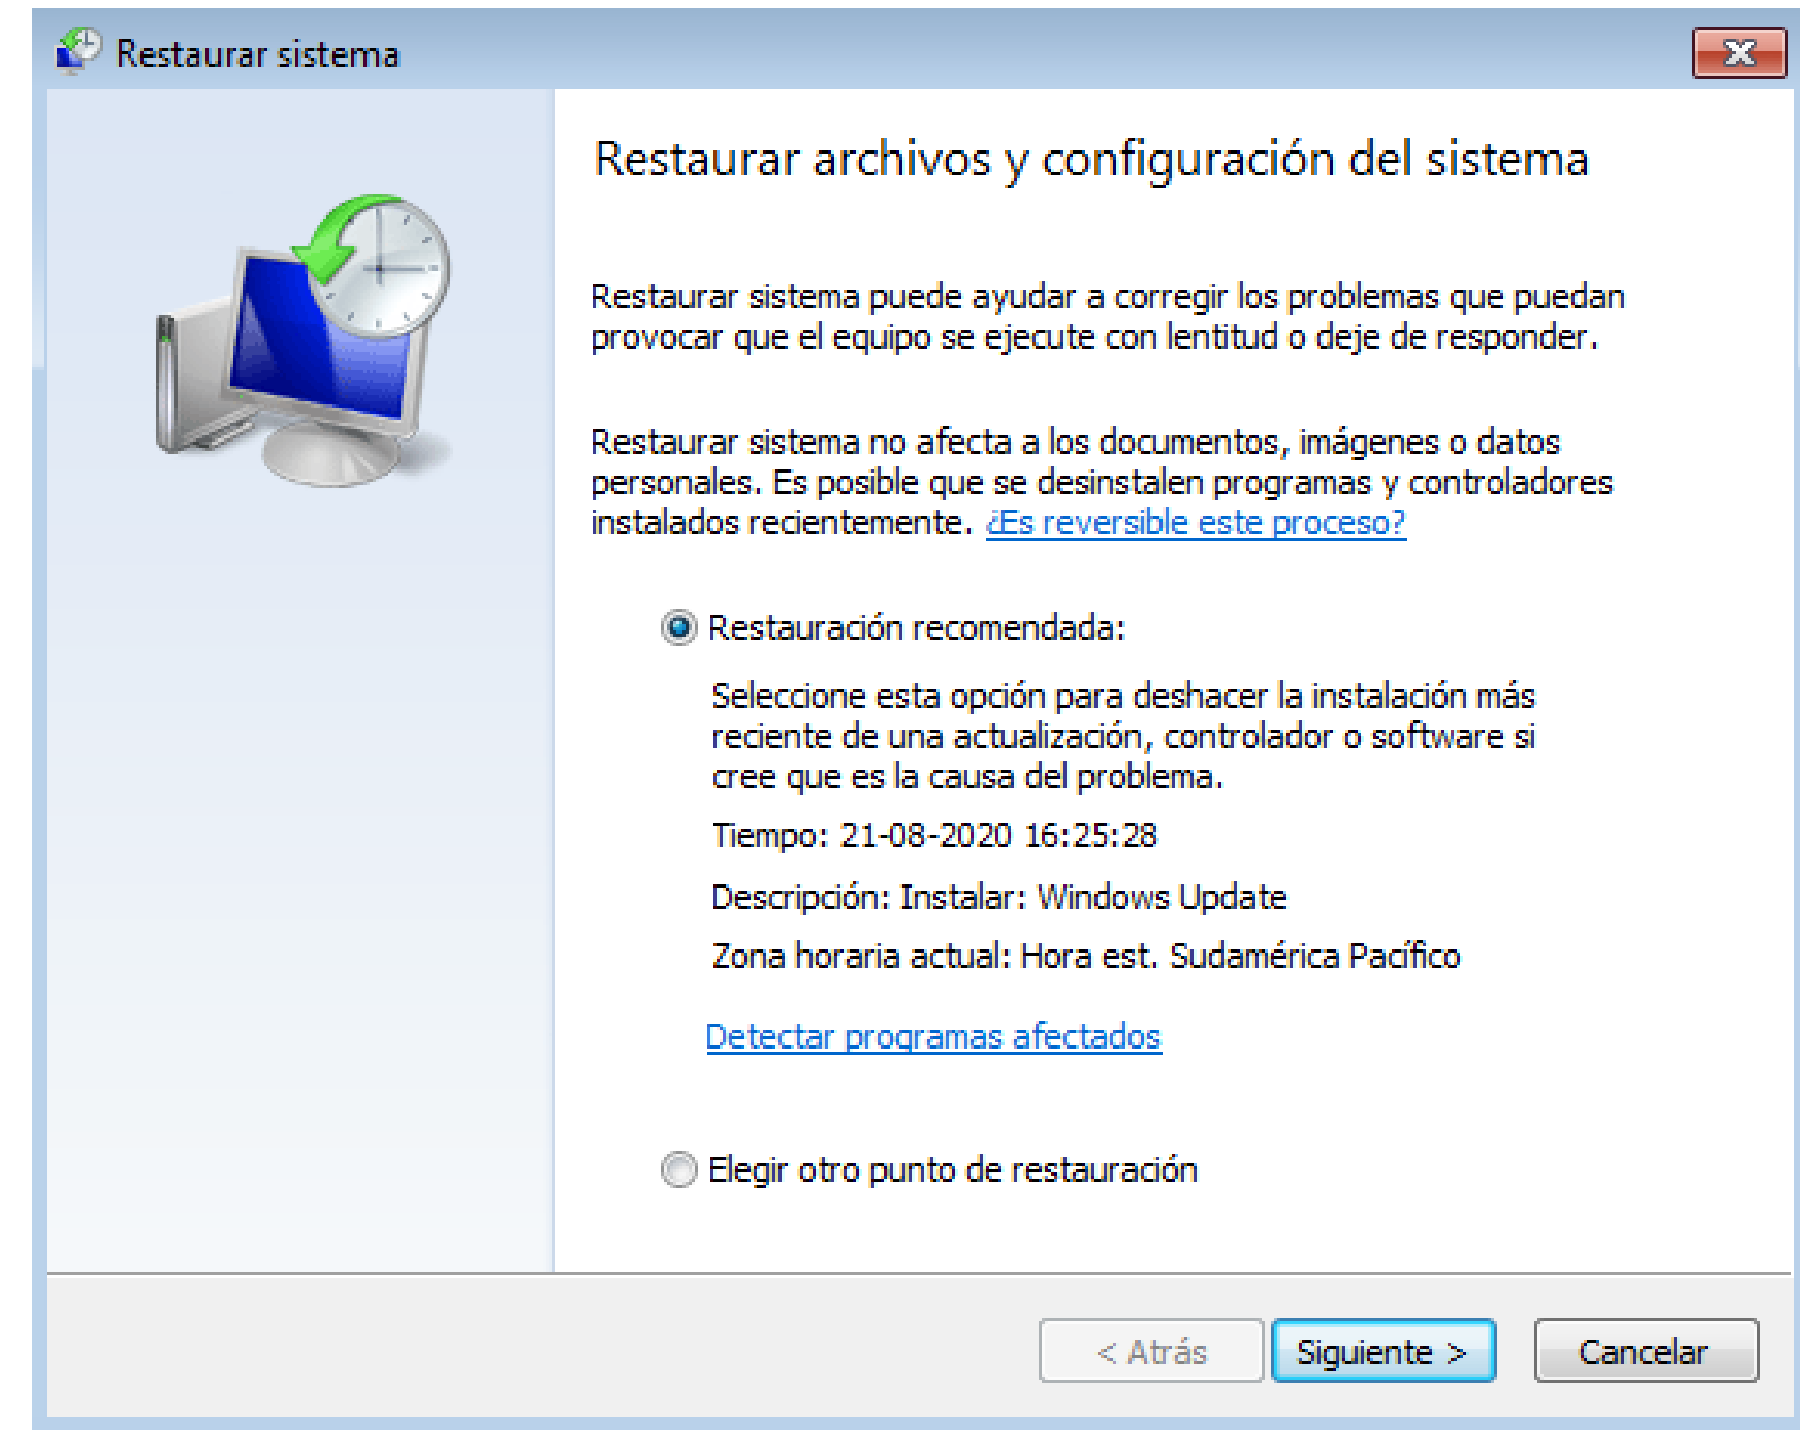 Restaurar sistema
Restaurar archivos y configuración del sistema
Restaurar sistema puede ayudar a corregir los problemas que puedan
provocar que el equipo se ejecute con lentitud o deje de responder.
Restaurar sistema no afecta a los documentos, imágenes o datos
personales. Es posible que se desinstalen programas y controladores
instalados recientemente. ¿Es reversible este proceso?
Restauración recomendada:
Seleccione esta opción para deshacer la instalación más
reciente de una actualización, controlador o software si
cree que es la causa del problema.
Tiempo: 21-08-2020 16:25:28
Descripción: Instalar: Windows Update
Zona horaria actual: Hora est. Sudamérica Pacífico
Detectar programas afectados
Elegir otro punto de restauración
< Atrás Siguiente > Cancelar